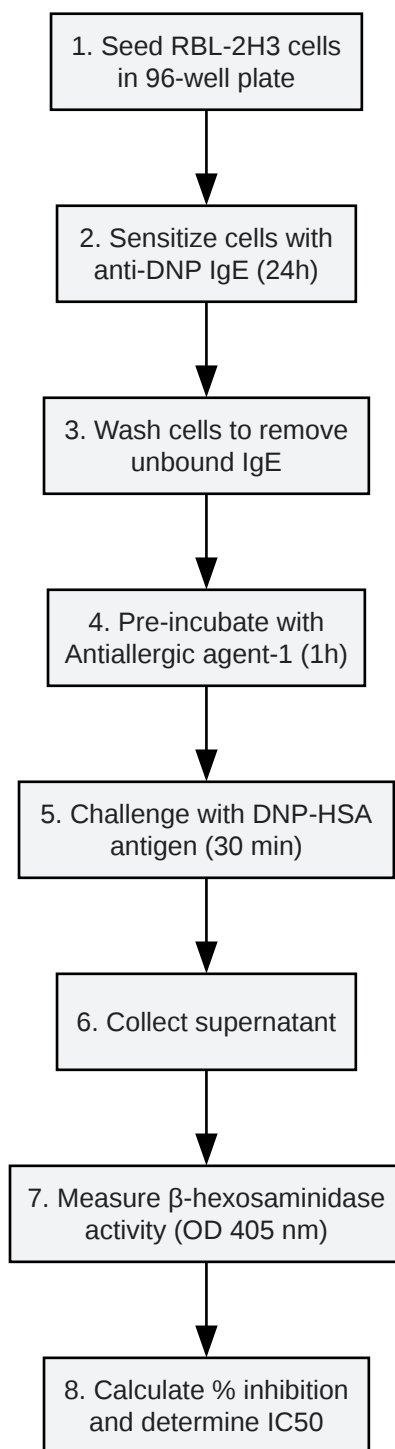 1. Seed RBL-2H3 cells
in 96-well plate
2. Sensitize cells with
anti-DNP IgE (24h)
3. Wash cells to remove
unbound IgE
4. Pre-incubate with
Antiallergic agent-1 (1h)
5. Challenge with DNP-HSA
antigen (30 min)
6. Collect supernatant
7. Measure β-hexosaminidase
activity (OD 405 nm)
8. Calculate % inhibition
and determine IC50